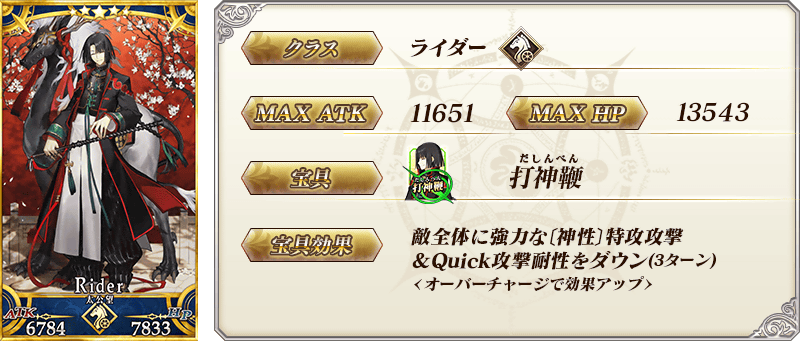 Rider
太公望
ATK
HP
6784
7833
クラス
ライダー
MAX ATK
11651
MAX HP
13543
宝具
打神鞭
だしんべん
打神鞭
宝具効果
敵全体に強力な〔神性〕特攻攻撃
＆Quick攻撃耐性をダウン(3ターン)
<オーバーチャージで効果アップ>